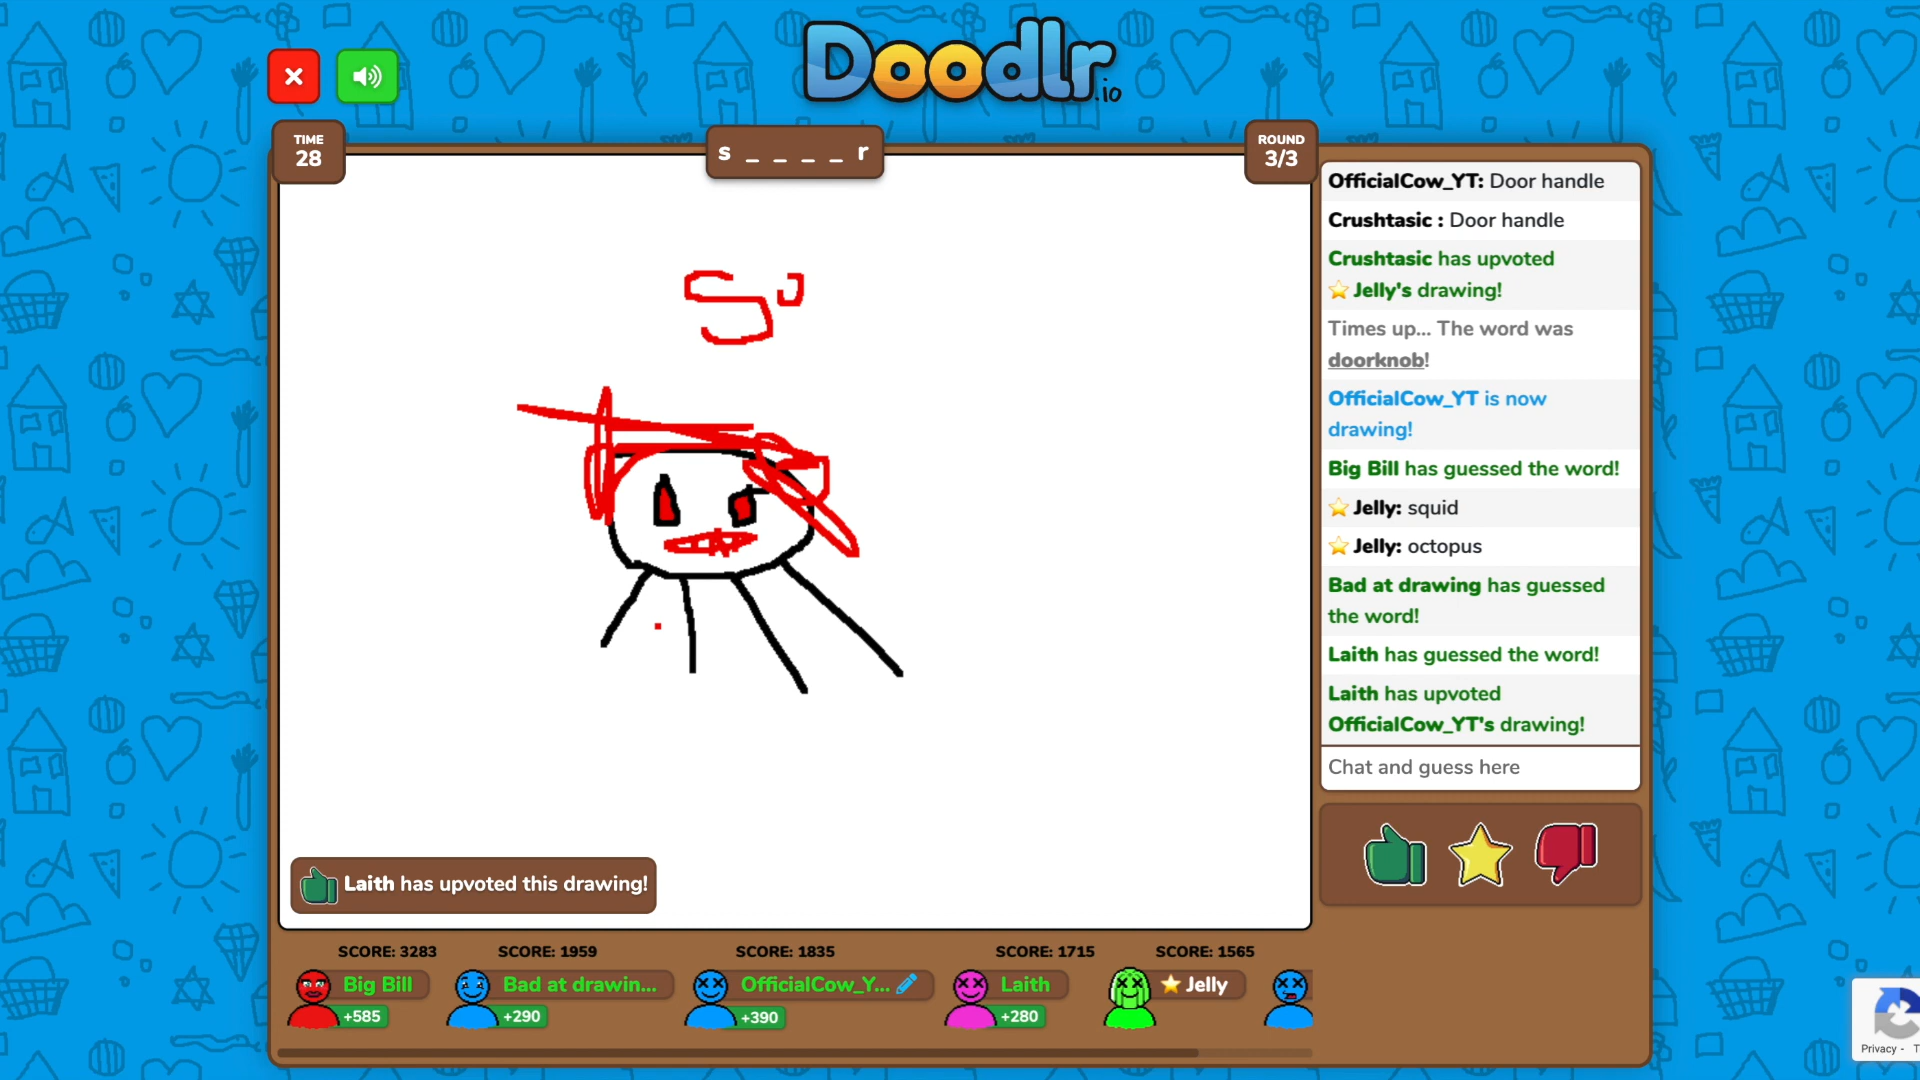 Doodlr.io
TIME
28
s _ _ _ _ r
ROUND
3/3
S
OfficialCow_YT: Door handle
Crushtasic : Door handle
Crushtasic has upvoted
Jelly's drawing!
Times up... The word was
doorknob!
OfficialCow_YT is now
drawing!
Big Bill has guessed the word!
Jelly: squid
Jelly: octopus
Bad at drawing has guessed
the word!
Laith has guessed the word!
Laith has upvoted
OfficialCow_YT's drawing!
Chat and guess here
Laith has upvoted this drawing!
SCORE: 3283
Big Bill
+585
SCORE: 1959
Bad at drawin...
+290
SCORE: 1835
OfficialCow_Y...
+390
SCORE: 1715
Laith
+280
SCORE: 1565
Jelly
Privacy - T